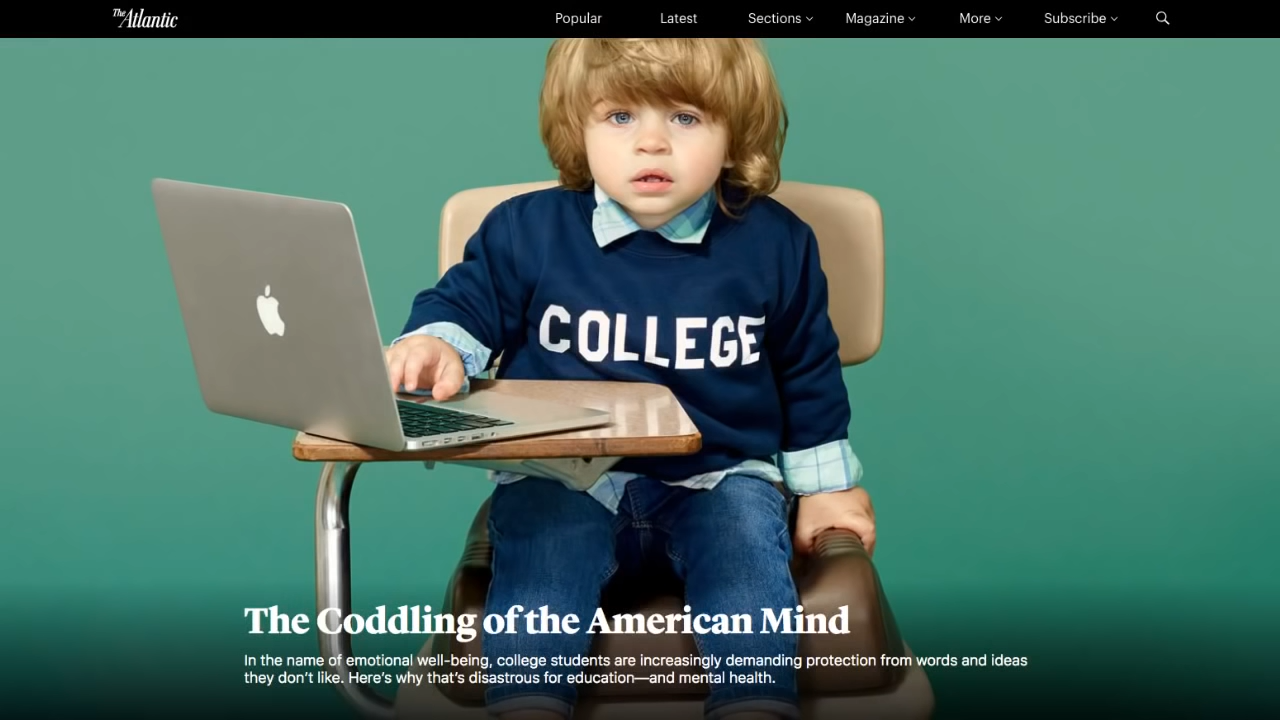 The Atlantic
Popular
Latest
Sections
Magazine
More
Subscribe
COLLEGE
The Coddling of the American Mind
In the name of emotional well-being, college students are increasingly demanding protection from words and ideas
they don’t like. Here’s why that’s disastrous for education—and mental health.